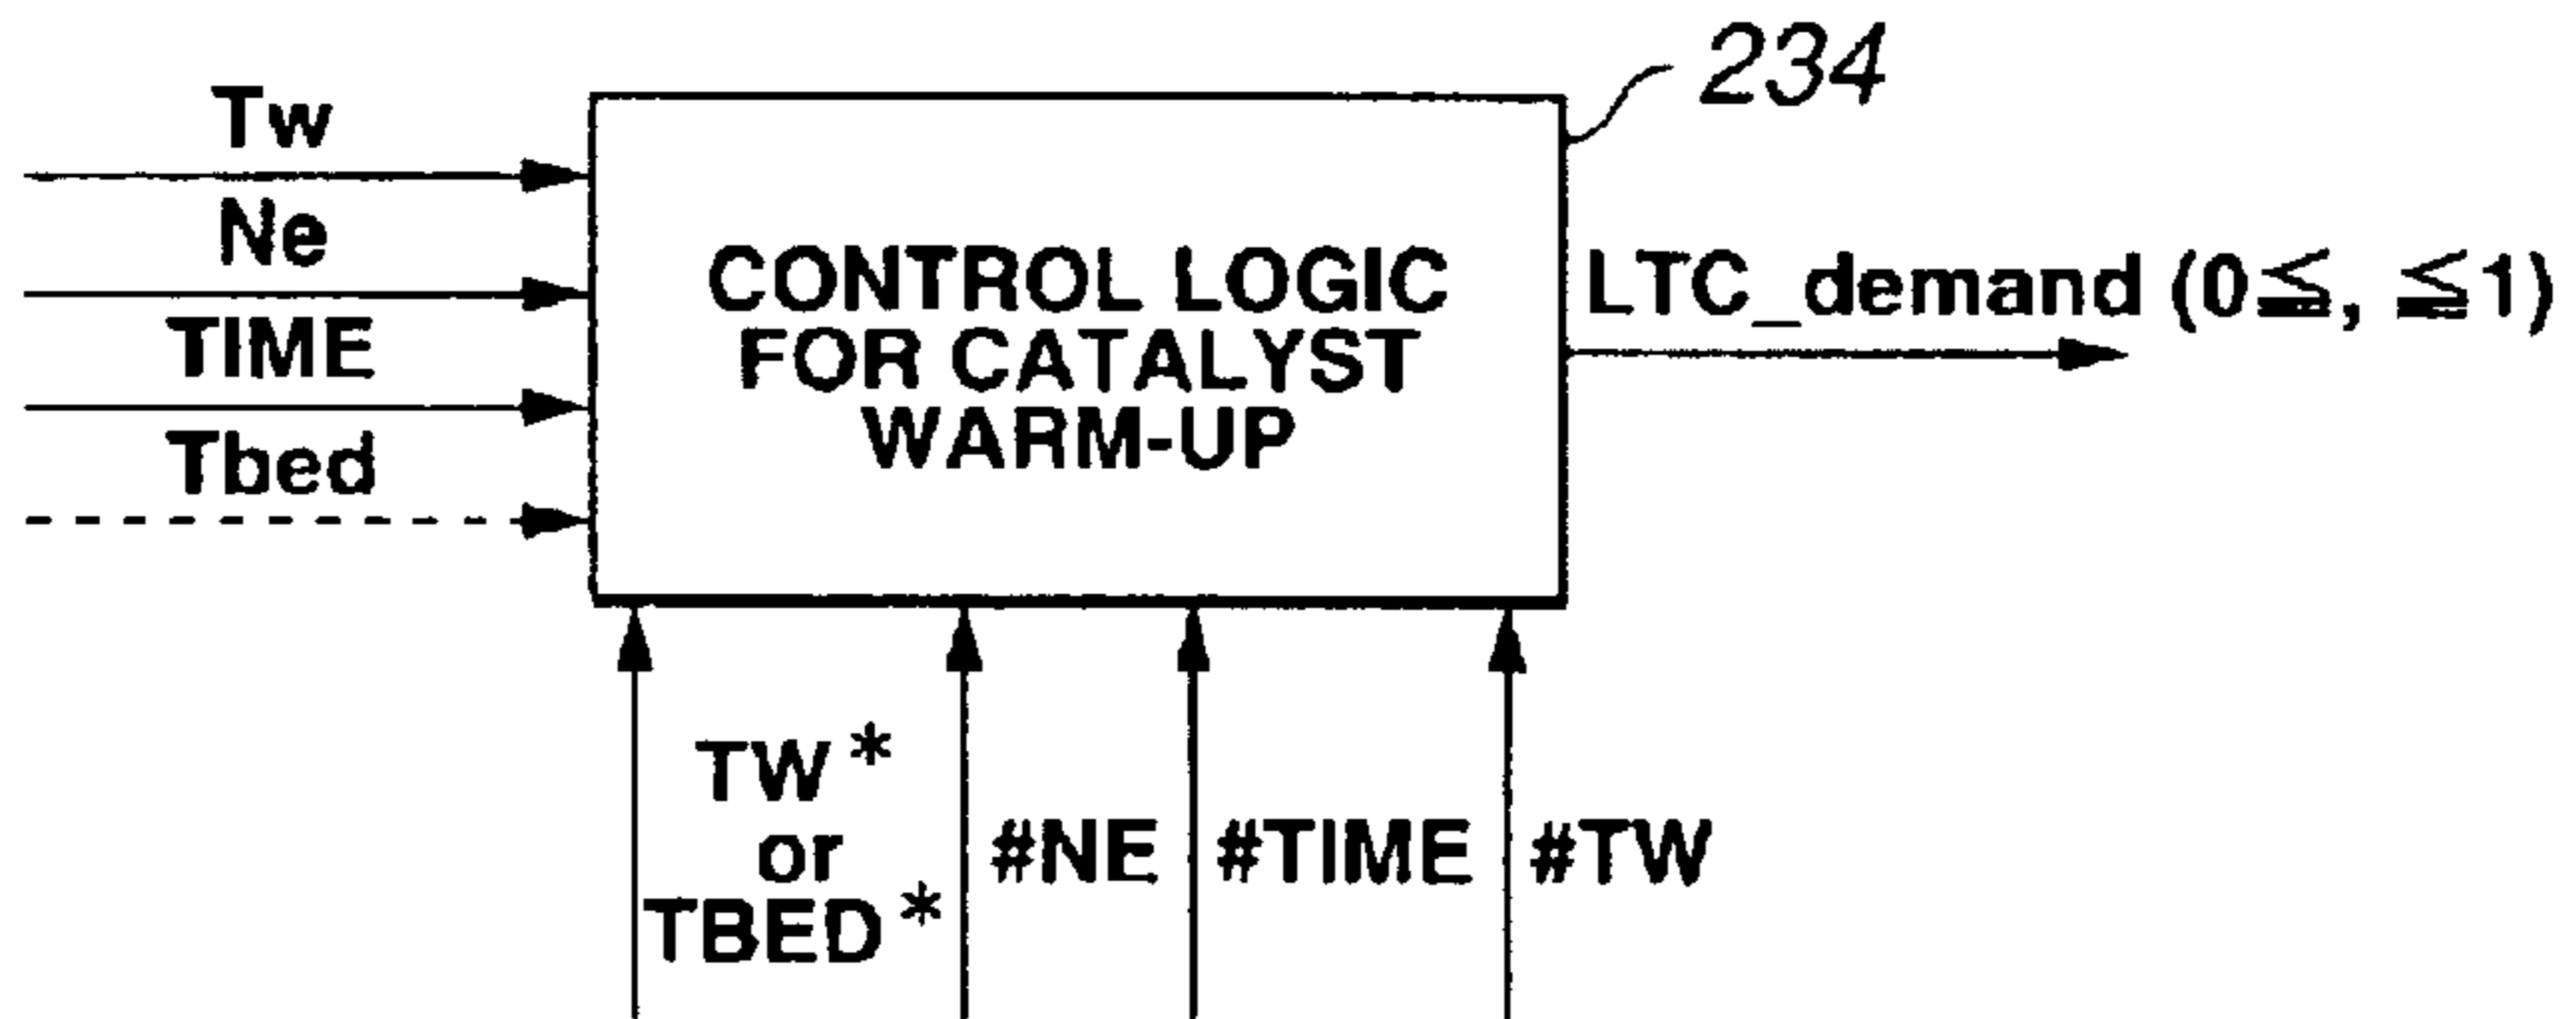 234
Tw
Ne
TIME
Tbed
CONTROL LOGIC
FOR CATALYST
WARM-UP
LTC_demand (0≦, ≦1)
TW*
or
TBED*
#NE
#TIME
#TW